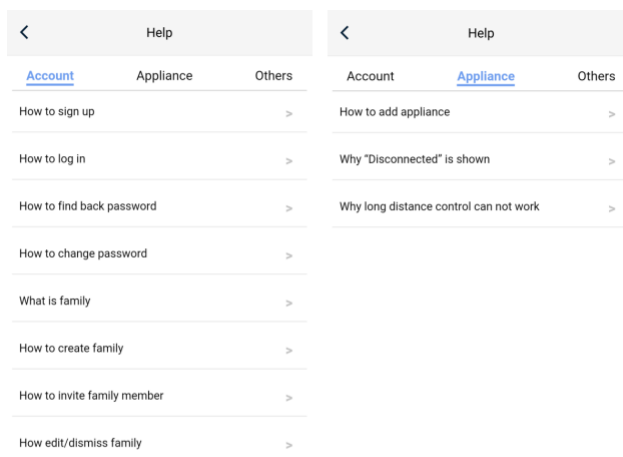 Help
Account Appliance Others
How to sign up >
How to log in >
How to find back password >
How to change password >
What is family >
How to create family >
How to invite family member >
How edit/dismiss family >
Help
Account Appliance Others
How to add appliance >
Why “Disconnected” is shown >
Why long distance control can not work >